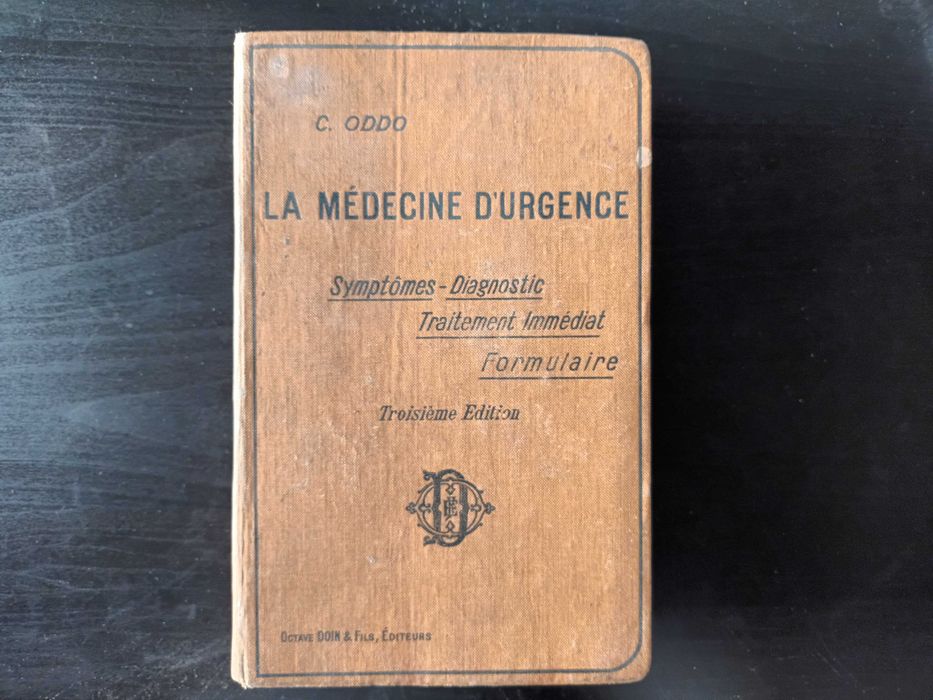 C. ODDO
LA MÉDECINE D'URGENCE
Symptômes - Diagnostic
Traitement Immédiat
Formulaire
Troisième Edition
OCTAVE DOIN & FILS, ÉDITEURS